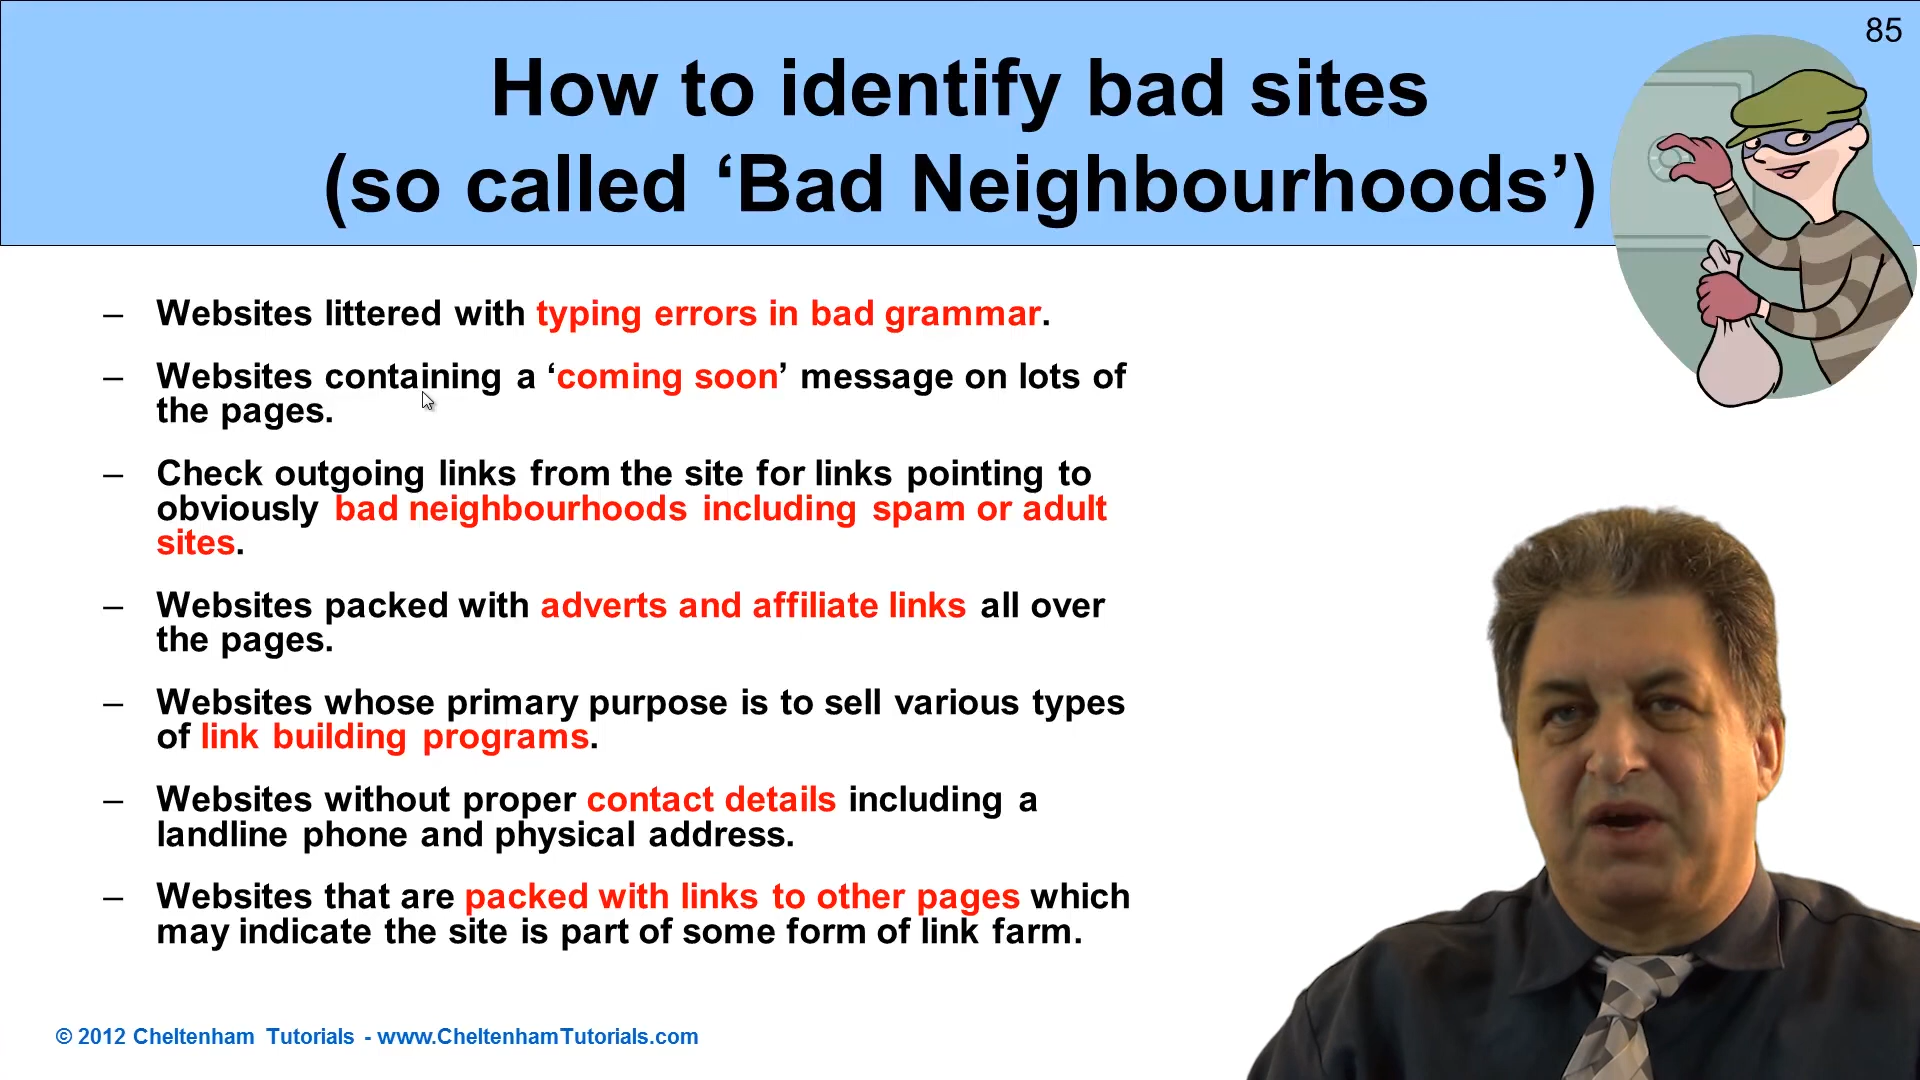 85
How to identify bad sites
(so called ‘Bad Neighbourhoods’)
– Websites littered with typing errors in bad grammar.
– Websites containing a ‘coming soon’ message on lots of
the pages.
– Check outgoing links from the site for links pointing to
obviously bad neighbourhoods including spam or adult
sites.
– Websites packed with adverts and affiliate links all over
the pages.
– Websites whose primary purpose is to sell various types
of link building programs.
– Websites without proper contact details including a
landline phone and physical address.
– Websites that are packed with links to other pages which
may indicate the site is part of some form of link farm.
© 2012 Cheltenham Tutorials - www.CheltenhamTutorials.com